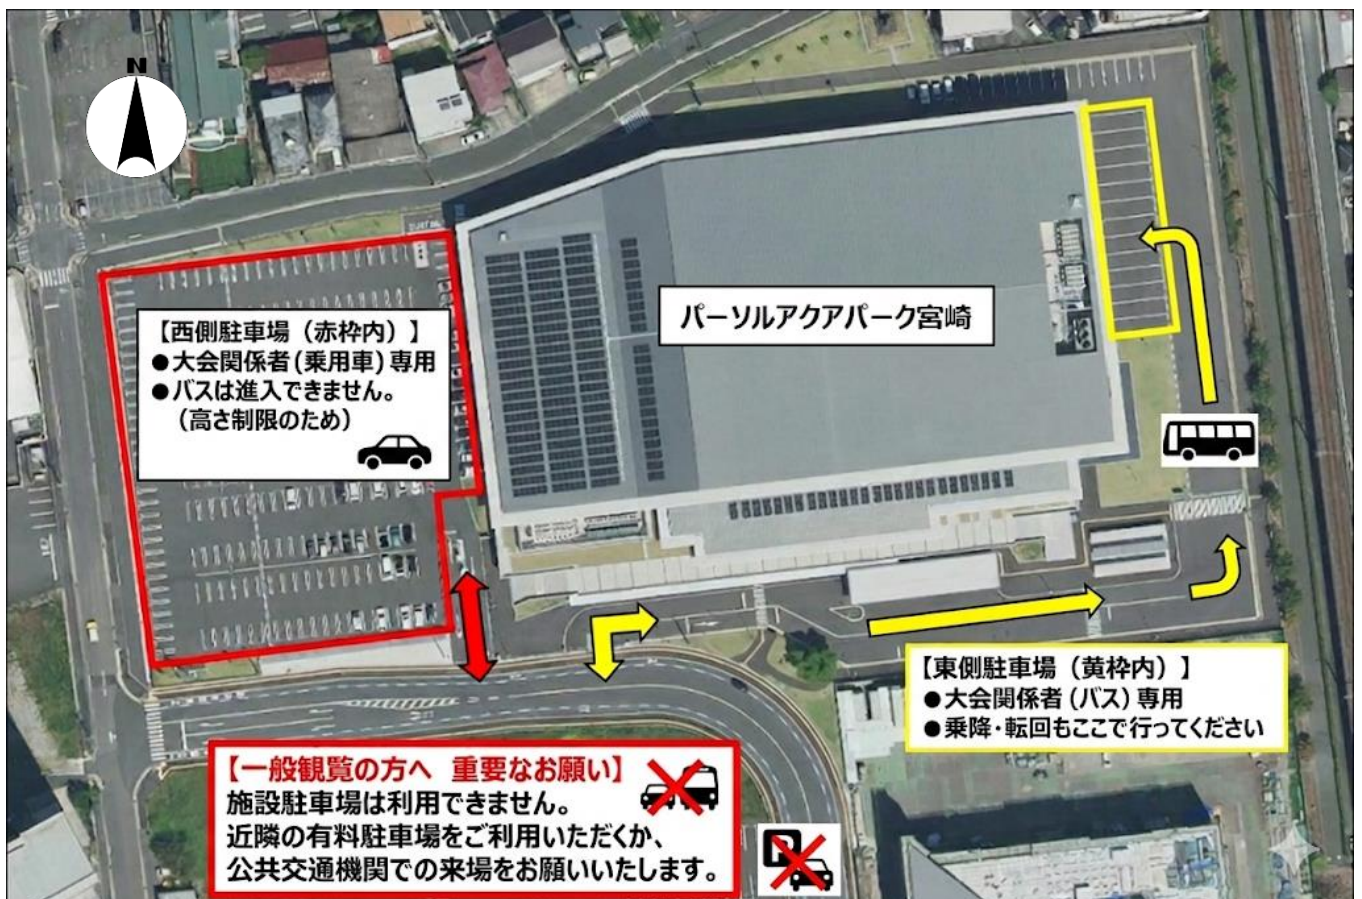 N
【西側駐車場（赤枠内）】
●大会関係者(乗用車)専用
●バスは進入できません。
（高さ制限のため）
パーソルアクアパーク宮崎
【東側駐車場（黄枠内）】
●大会関係者(バス)専用
●乗降・転回もここで行ってください
【一般観覧の方へ 重要なお願い】
施設駐車場は利用できません。
近隣の有料駐車場をご利用いただくか、
公共交通機関での来場をお願いいたします。
P